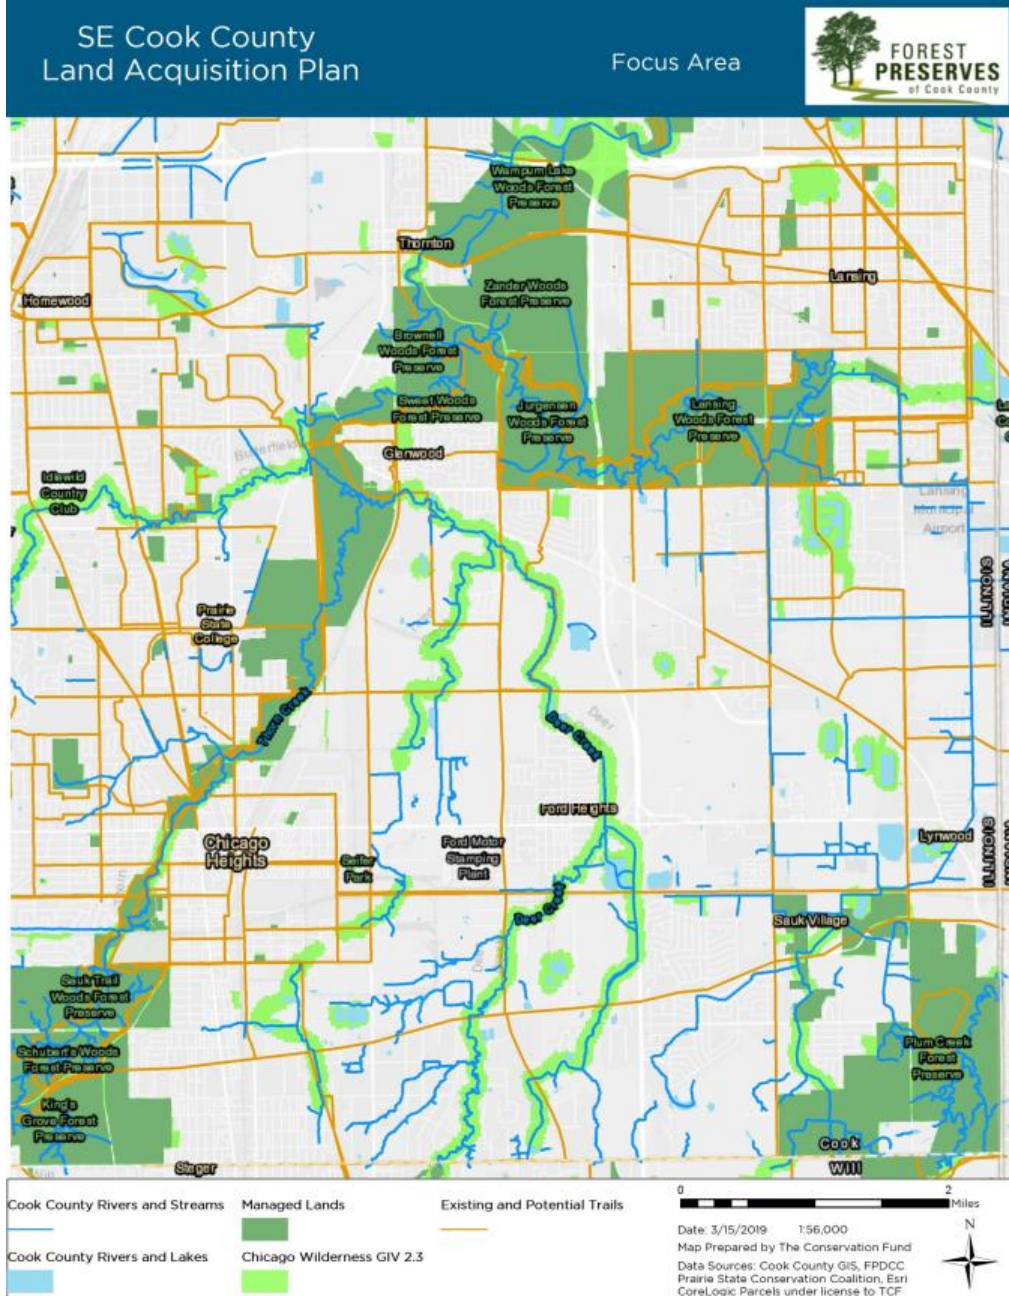 SE Cook County
Land Acquisition Plan
Focus Area
FOREST
PRESERVES
of Cook County
Wampum Lake
Woods Forest
Preserve
Thornton
Lansing
Homewood
Zander Woods
Forest Preserve
Brownell
Woods Forest
Preserve
Sweet Woods
Forest Preserve
Jurgensen
Woods Forest
Preserve
Lansing
Woods Forest
Preserve
Glenwood
Idlewild
Country
Club
Lansing
Municipal
Airport
ILLINOIS
INDIANA
Prairie
State
College
Thorn Creek
Deer
Deer Creek
Ford Heights
Chicago
Heights
Seifer
Park
Ford Motor
Stamping
Plant
Lynwood
ILLINOIS
Deer Creek
Sauk Village
Sauk Trail
Woods Forest
Preserve
Schubert's Woods
Forest Preserve
King's
Grove Forest
Preserve
Plum Creek
Forest
Preserve
Steger
Cook
Will
Cook County Rivers and Streams
Managed Lands
Existing and Potential Trails
Cook County Rivers and Lakes
Chicago Wilderness GIV 2.3
0 2
Miles
Date: 3/15/2019 1:56,000
Map Prepared by The Conservation Fund
Data Sources: Cook County GIS, FPDCC
Prairie State Conservation Coalition, Esri
CoreLogic Parcels under license to TCF
N